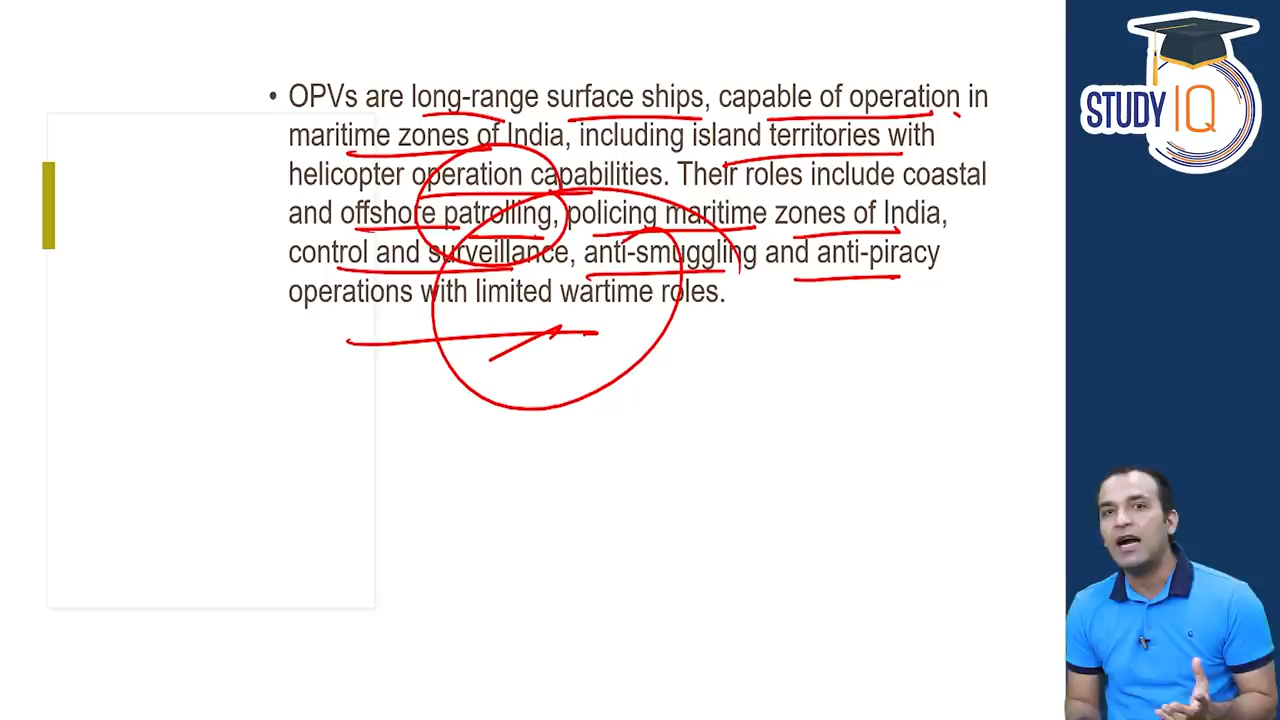 • OPVs are long-range surface ships, capable of operation in
maritime zones of India, including island territories with
helicopter operation capabilities. Their roles include coastal
and offshore patrolling, policing maritime zones of India,
control and surveillance, anti-smuggling and anti-piracy
operations with limited wartime roles.
STUDY IQ